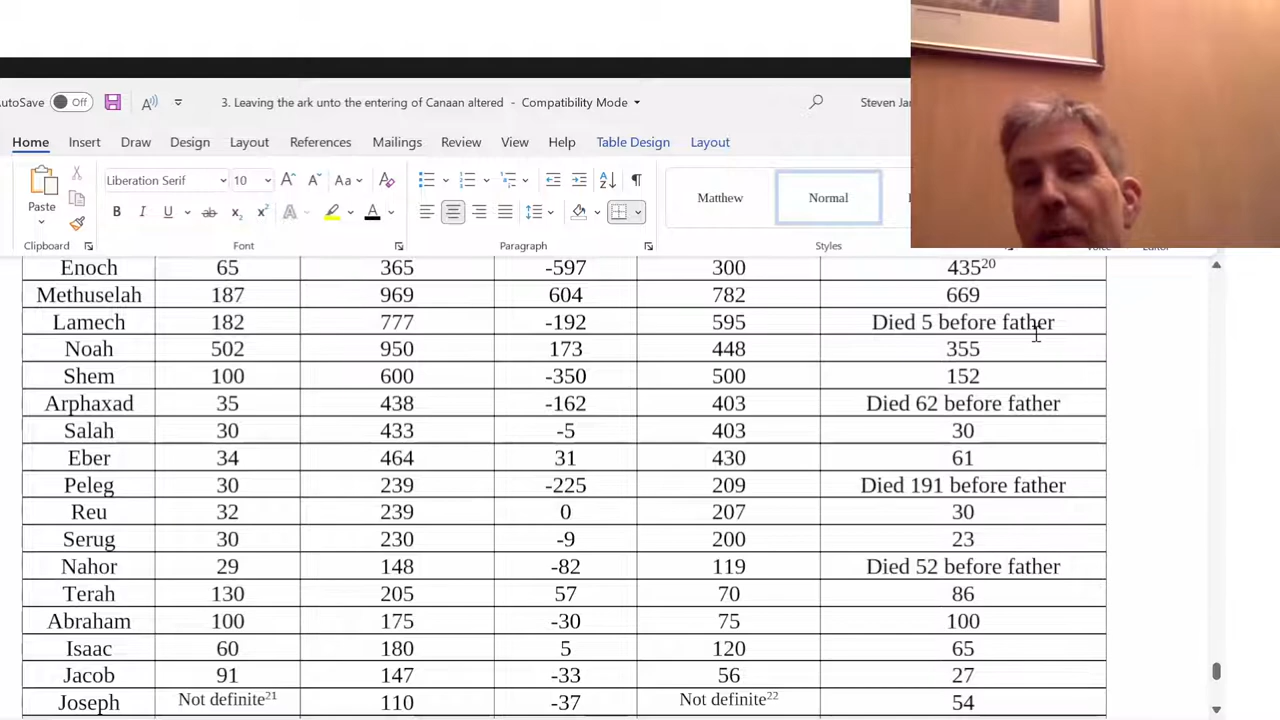 AutoSave Off 3. Leaving the ark unto the entering of Canaan altered - Compatibility Mode Steven
Home Insert Draw Design Layout References Mailings Review View Help Table Design Layout
Paste Liberation Serif 10 Aa Matthew Normal
B I U ab x2 x2 A A
Clipboard Font Paragraph Styles
Enoch 65 365 -597 300 435²⁰
Methuselah 187 969 604 782 669
Lamech 182 777 -192 595 Died 5 before father
Noah 502 950 173 448 355
Shem 100 600 -350 500 152
Arphaxad 35 438 -162 403 Died 62 before father
Salah 30 433 -5 403 30
Eber 34 464 31 430 61
Peleg 30 239 -225 209 Died 191 before father
Reu 32 239 0 207 30
Serug 30 230 -9 200 23
Nahor 29 148 -82 119 Died 52 before father
Terah 130 205 57 70 86
Abraham 100 175 -30 75 100
Isaac 60 180 5 120 65
Jacob 91 147 -33 56 27
Joseph Not definite²¹ 110 -37 Not definite²² 54